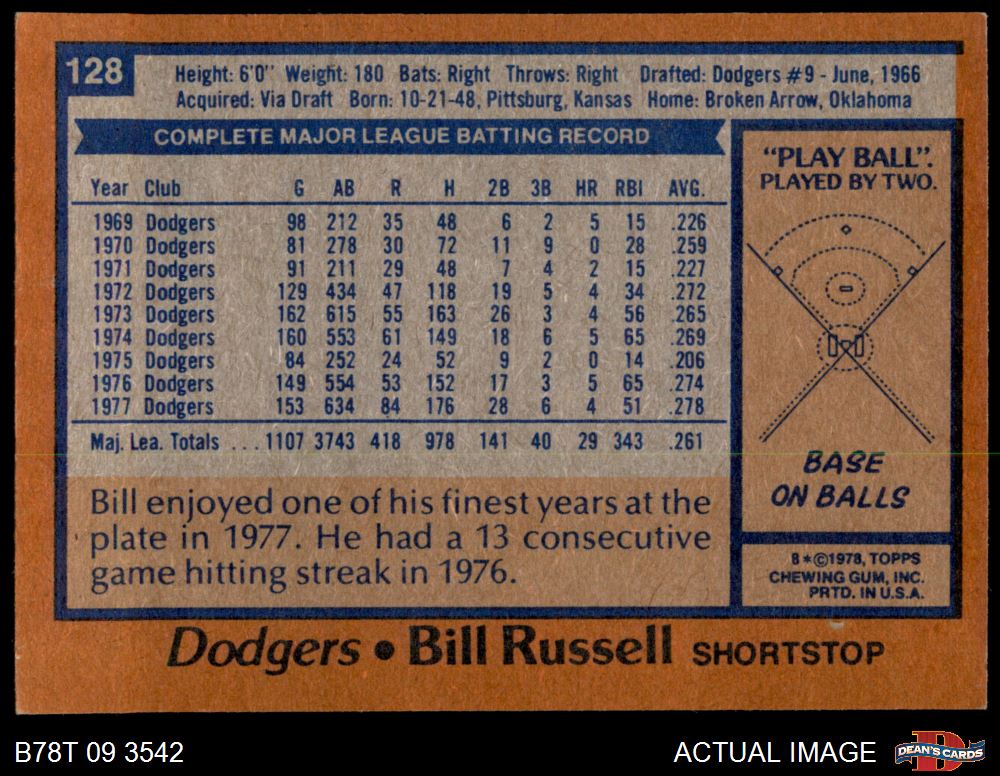 128
Height: 6'0" Weight: 180 Bats: Right Throws: Right Drafted: Dodgers #9 - June, 1966
Acquired: Via Draft Born: 10-21-48, Pittsburg, Kansas Home: Broken Arrow, Oklahoma
COMPLETE MAJOR LEAGUE BATTING RECORD
Year Club G AB R H 2B 3B HR RBI AVG.
1969 Dodgers 98 212 35 48 6 2 5 15 .226
1970 Dodgers 81 278 30 72 11 9 0 28 .259
1971 Dodgers 91 211 29 48 7 4 2 15 .227
1972 Dodgers 129 434 47 118 19 5 4 34 .272
1973 Dodgers 162 615 55 163 26 3 4 56 .265
1974 Dodgers 160 553 61 149 18 6 5 65 .269
1975 Dodgers 84 252 24 52 9 2 0 14 .206
1976 Dodgers 149 554 53 152 17 3 5 65 .274
1977 Dodgers 153 634 84 176 28 6 4 51 .278
Maj. Lea. Totals ... 1107 3743 418 978 141 40 29 343 .261
Bill enjoyed one of his finest years at the
plate in 1977. He had a 13 consecutive
game hitting streak in 1976.
"PLAY BALL".
PLAYED BY TWO.
BASE
ON BALLS
8*©1978, TOPPS
CHEWING GUM, INC.
PRTD. IN U.S.A.
Dodgers • Bill Russell SHORTSTOP
B78T 09 3542
ACTUAL IMAGE
DEAN'S CARDS